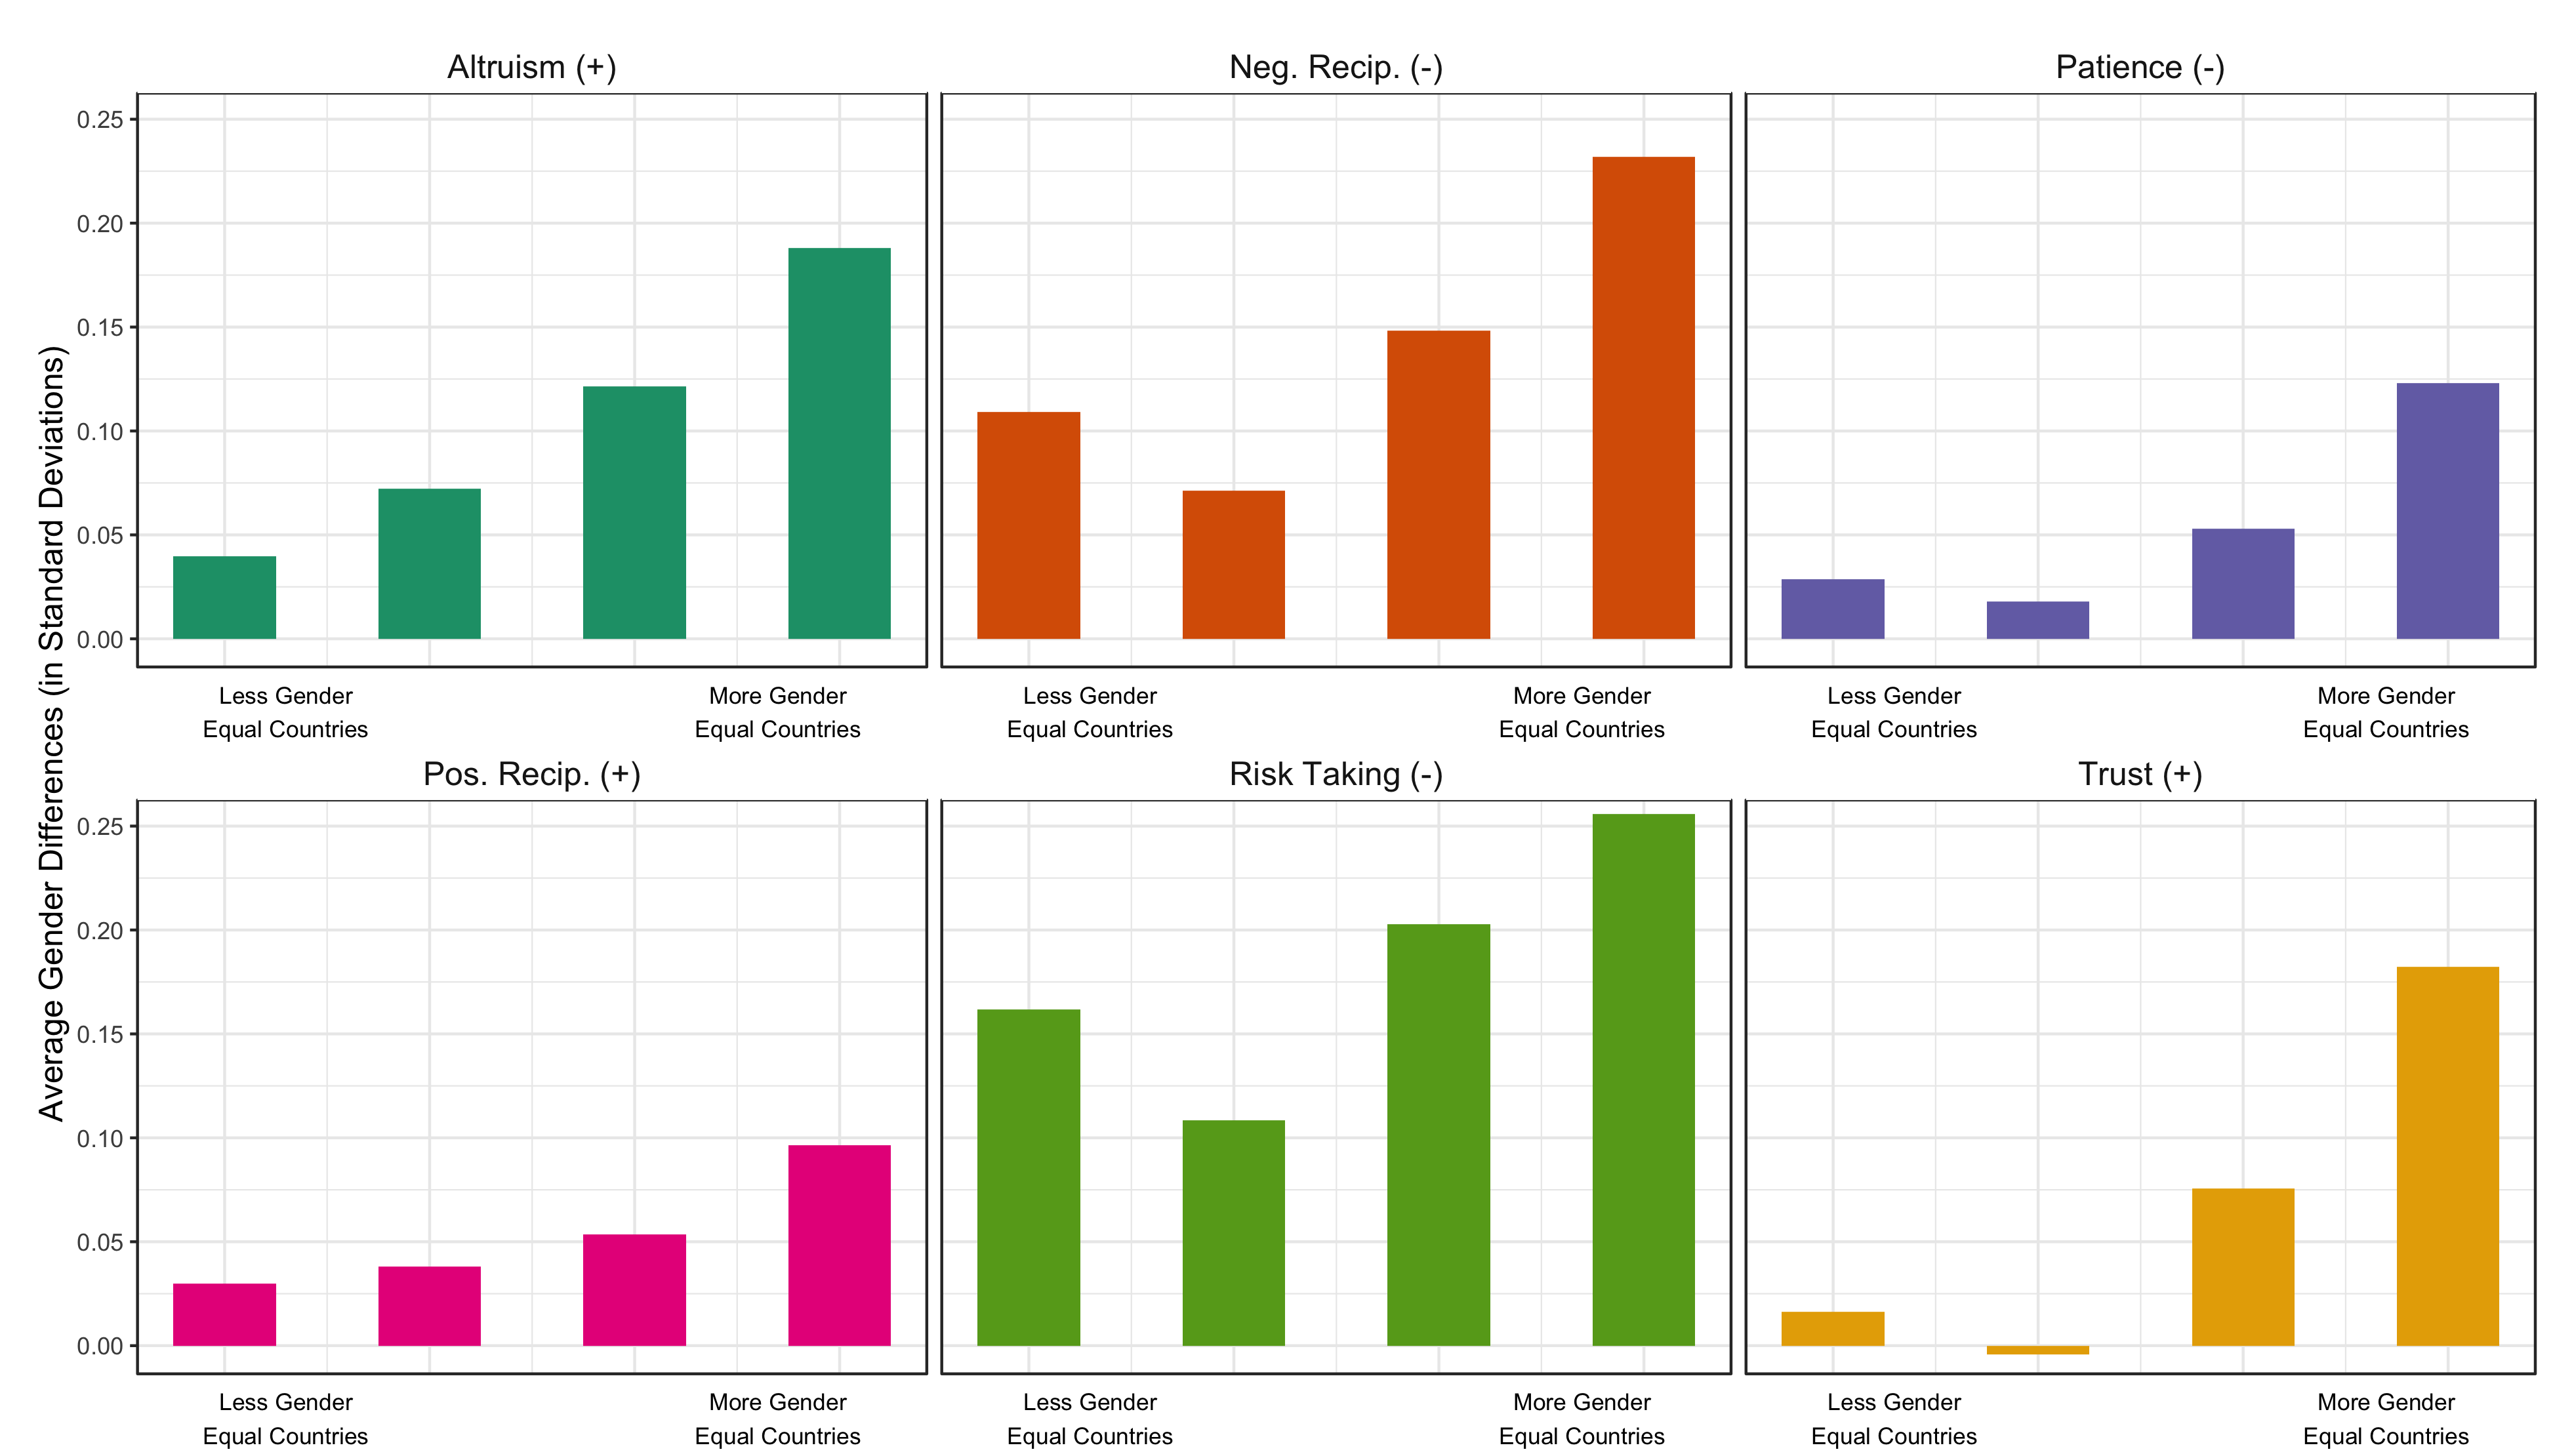 Altruism (+)
Neg. Recip. (-)
Patience (-)
0.25
0.20
0.15
0.10
0.05
0.00
Less Gender
Equal Countries
More Gender
Equal Countries
Less Gender
Equal Countries
More Gender
Equal Countries
Less Gender
Equal Countries
More Gender
Equal Countries
Average Gender Differences (in Standard Deviations)
Pos. Recip. (+)
Risk Taking (-)
Trust (+)
0.25
0.20
0.15
0.10
0.05
0.00
Less Gender
Equal Countries
More Gender
Equal Countries
Less Gender
Equal Countries
More Gender
Equal Countries
Less Gender
Equal Countries
More Gender
Equal Countries